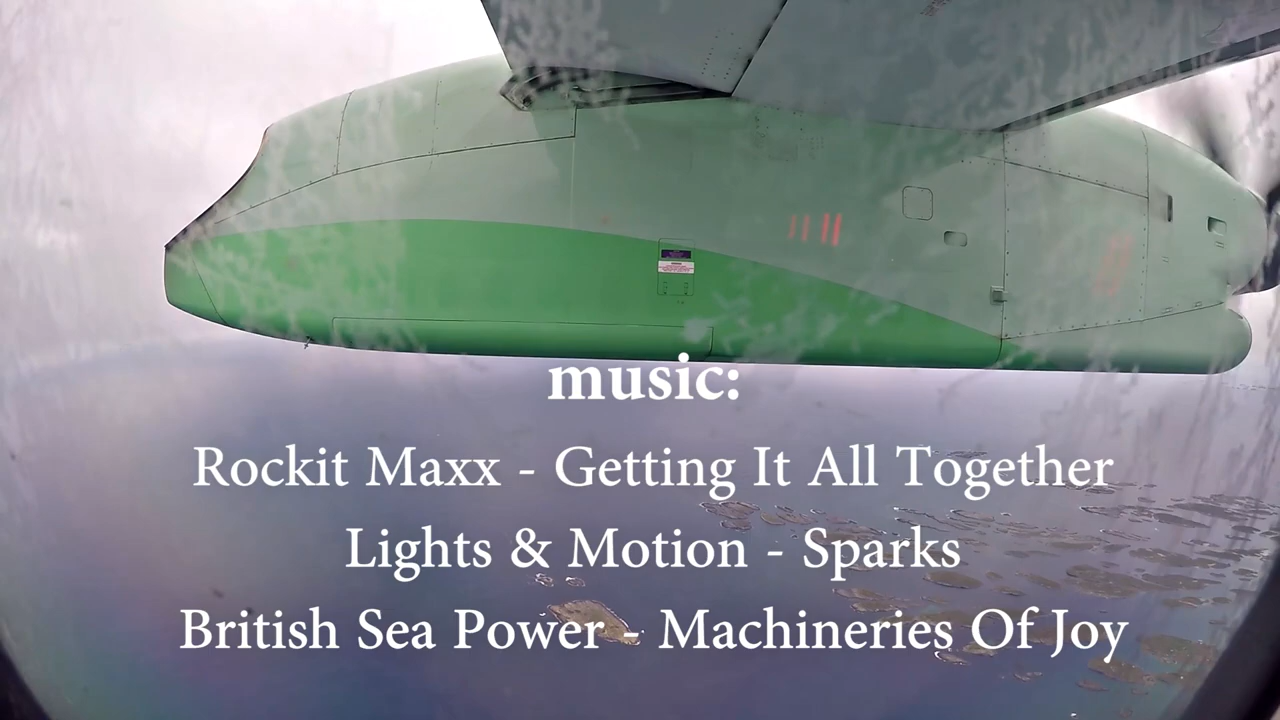 music:
Rockit Maxx - Getting It All Together
Lights & Motion - Sparks
British Sea Power - Machineries Of Joy